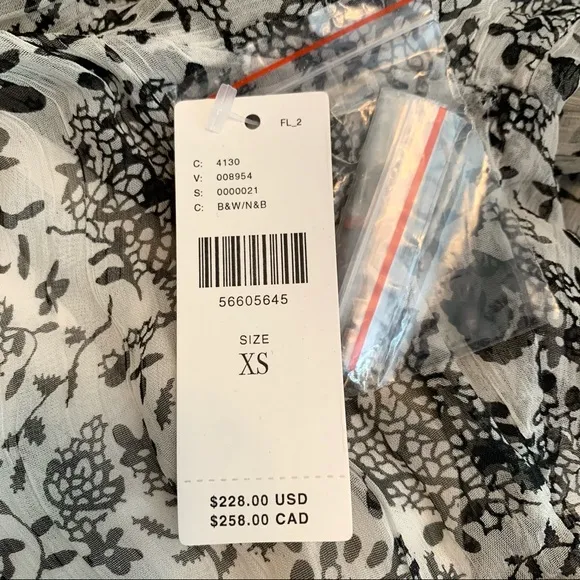 FL_2
C: 4130
V: 008954
S: 0000021
C: B&W/N&B
56605645
SIZE
XS
$228.00 USD
$258.00 CAD